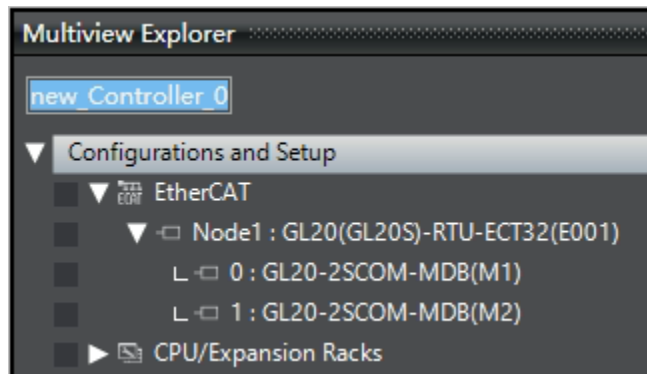 Multiview Explorer
new_Controller_0
Configurations and Setup
EtherCAT
Node1 : GL20(GL20S)-RTU-ECT32(E001)
0 : GL20-2SCOM-MDB(M1)
1 : GL20-2SCOM-MDB(M2)
CPU/Expansion Racks